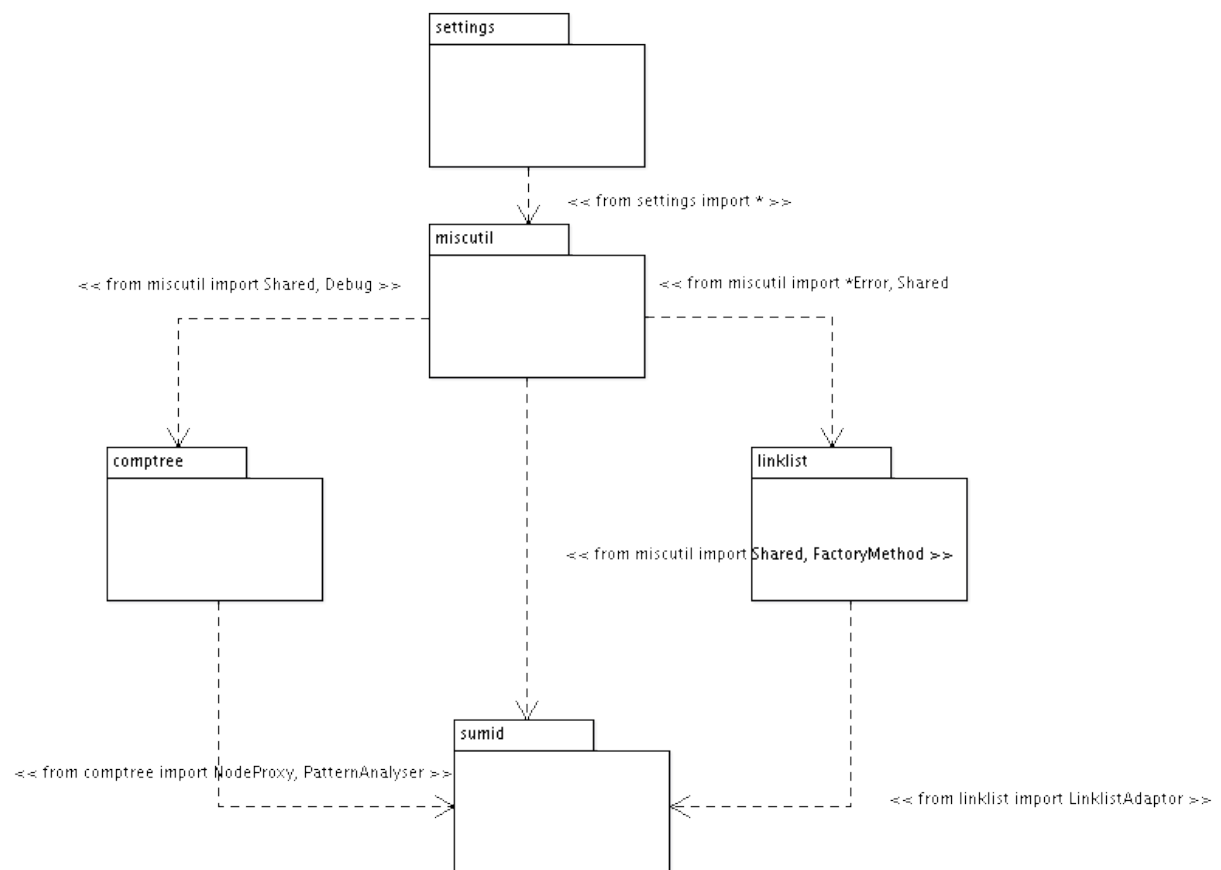 settings
<< from settings import * >>
miscutil
<< from miscutil import Shared, Debug >>
<< from miscutil import *Error, Shared
comptree
linklist
<< from miscutil import Shared, FactoryMethod >>
sumid
<< from comptree import NodeProxy, PatternAnalyser >>
<< from linklist import LinklistAdaptor >>